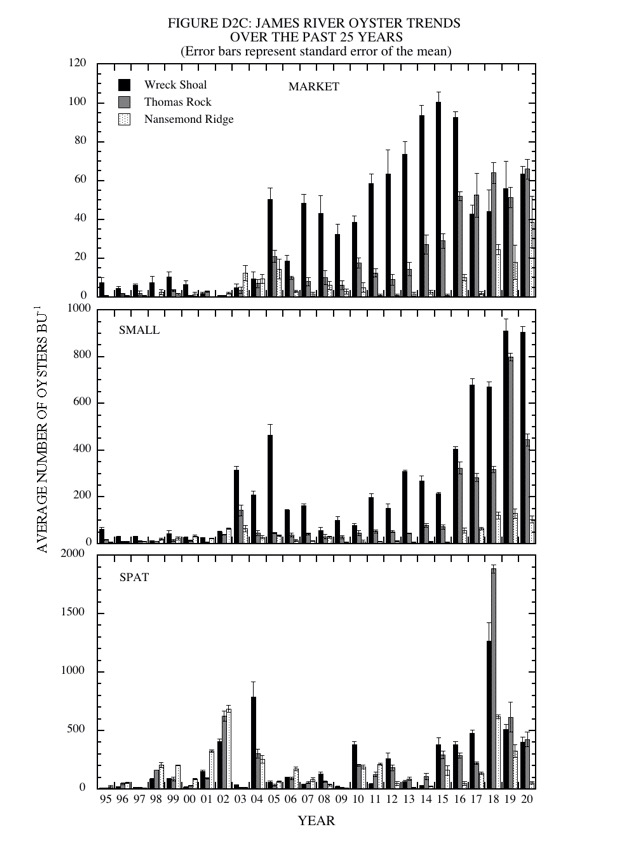 FIGURE D2C: JAMES RIVER OYSTER TRENDS
OVER THE PAST 25 YEARS
(Error bars represent standard error of the mean)
MARKET
Wreck Shoal
Thomas Rock
Nansemond Ridge
120
100
80
60
40
20
0
SMALL
1000
800
600
400
200
0
SPAT
2000
1500
1000
500
0
AVERAGE NUMBER OF OYSTERS BU-1
95 96 97 98 99 00 01 02 03 04 05 06 07 08 09 10 11 12 13 14 15 16 17 18 19 20
YEAR